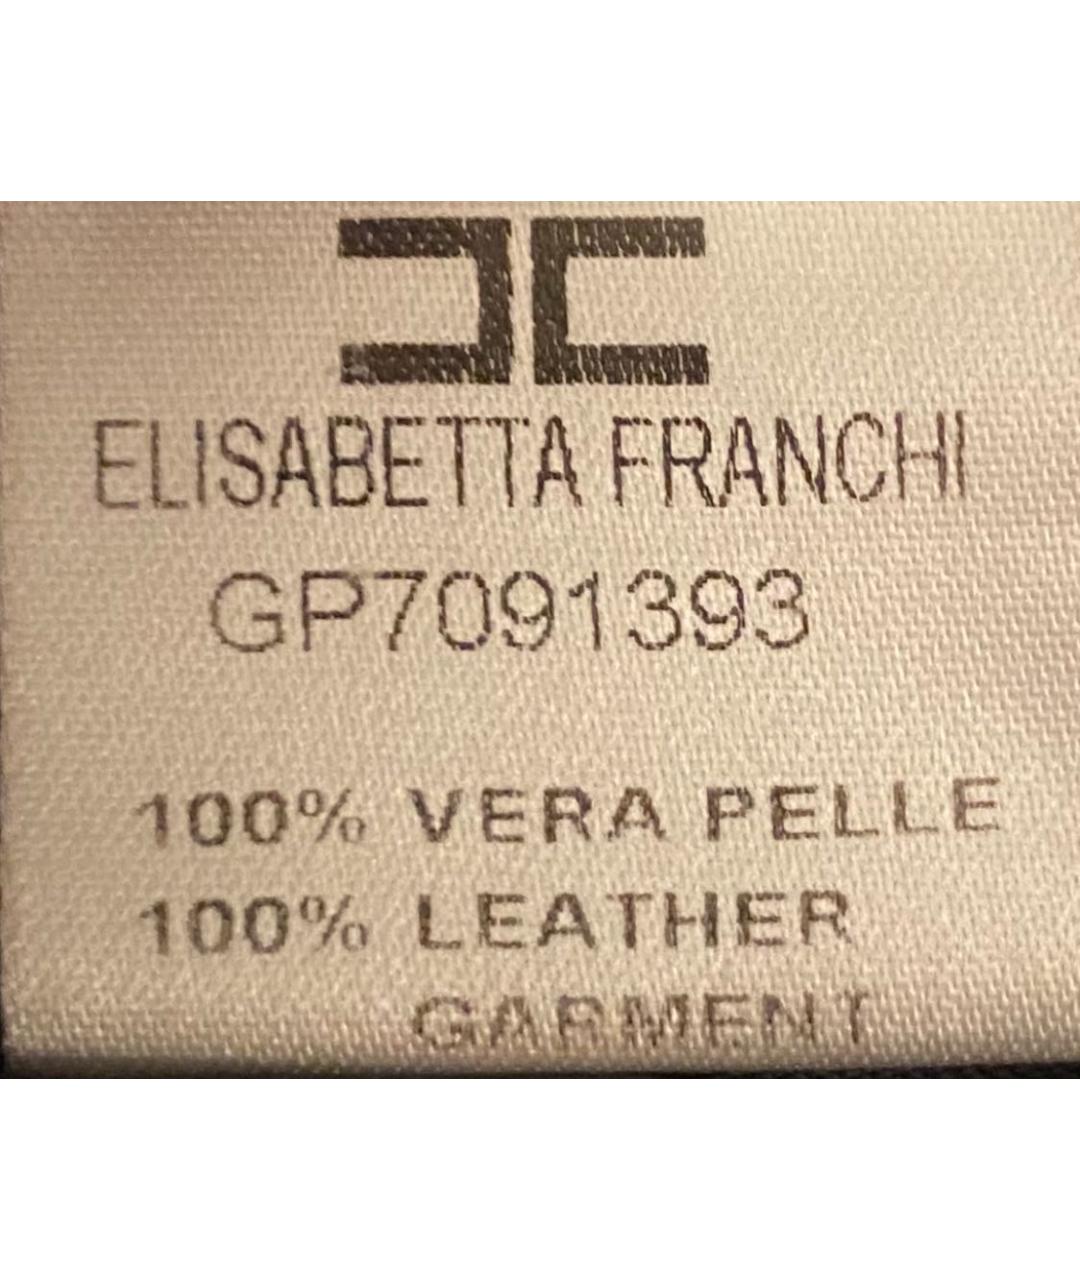 ELISABETTA FRANCHI
GP7091393
100% VERA PELLE
100% LEATHER
GARMENT